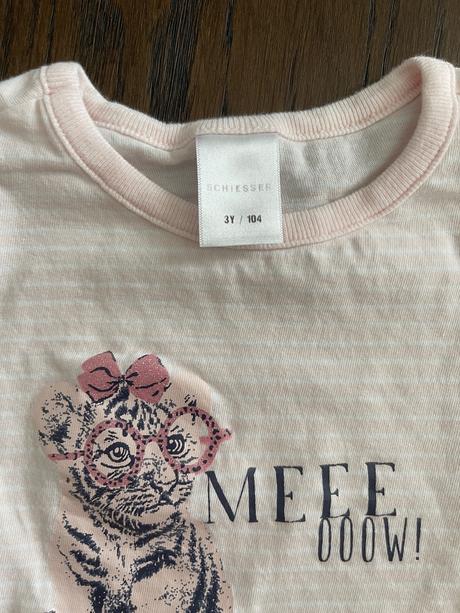 SCHIESSER
3Y / 104
MEEE
OOOW!